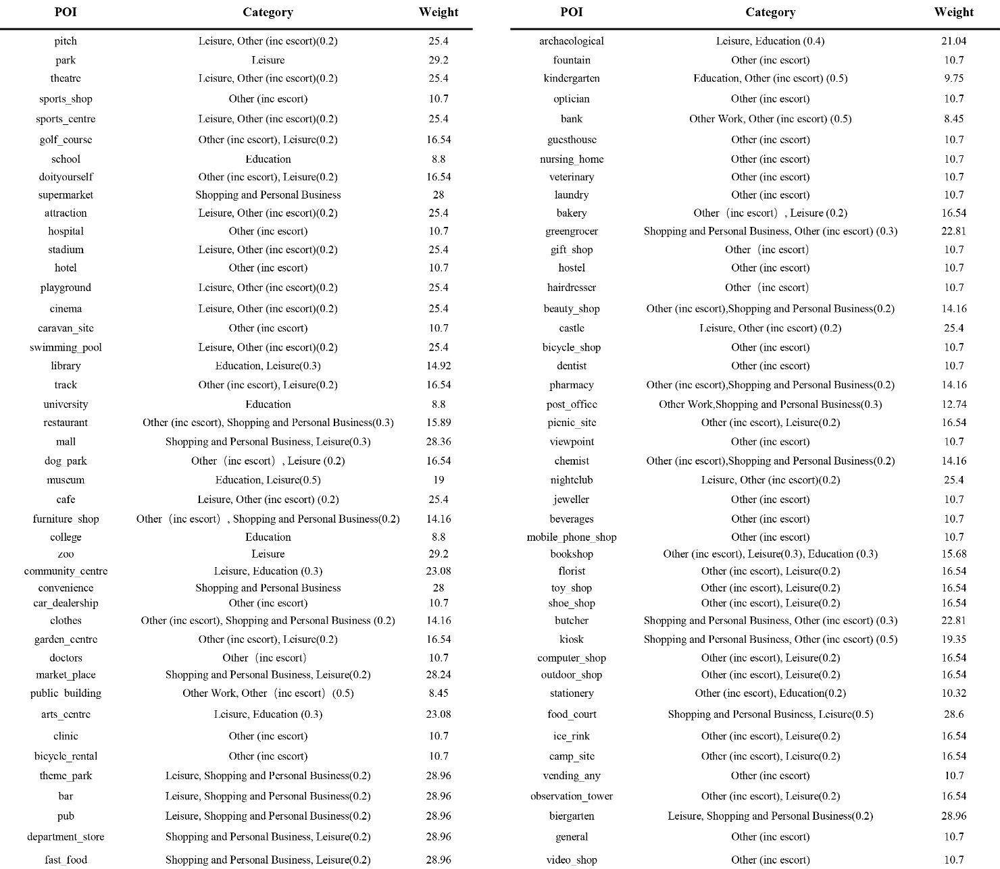 POI Category Weight POI Category Weight
pitch Leisure, Other (inc escort)(0.2) 25.4 archaeological Leisure, Education (0.4) 21.04
park Leisure 29.2 fountain Other (inc escort) 10.7
theatre Leisure, Other (inc escort)(0.2) 25.4 kindergarten Education, Other (inc escort) (0.5) 9.75
sports_shop Other (inc escort) 10.7 optician Other (inc escort) 10.7
sports_centre Leisure, Other (inc escort)(0.2) 25.4 bank Other Work, Other (inc escort) (0.5) 8.45
golf_course Other (inc escort), Leisure(0.2) 16.54 guesthouse Other (inc escort) 10.7
school Education 8.8 nursing_home Other (inc escort) 10.7
doityourself Other (inc escort), Leisure(0.2) 16.54 veterinary Other (inc escort) 10.7
supermarket Shopping and Personal Business 28 laundry Other (inc escort) 10.7
attraction Leisure, Other (inc escort)(0.2) 25.4 bakery Other（inc escort）, Leisure (0.2) 16.54
hospital Other (inc escort) 10.7 greengrocer Shopping and Personal Business, Other (inc escort) (0.3) 22.81
stadium Leisure, Other (inc escort)(0.2) 25.4 gift_shop Other（inc escort） 10.7
hotel Other (inc escort) 10.7 hostel Other (inc escort) 10.7
playground Leisure, Other (inc escort)(0.2) 25.4 hairdresser Other（inc escort） 10.7
cinema Leisure, Other (inc escort)(0.2) 25.4 beauty_shop Other (inc escort),Shopping and Personal Business(0.2) 14.16
caravan_site Other (inc escort) 10.7 castle Leisure, Other (inc escort) (0.2) 25.4
swimming_pool Leisure, Other (inc escort)(0.2) 25.4 bicycle_shop Other (inc escort) 10.7
library Education, Leisure(0.3) 14.92 dentist Other (inc escort) 10.7
track Other (inc escort), Leisure(0.2) 16.54 pharmacy Other (inc escort),Shopping and Personal Business(0.2) 14.16
university Education 8.8 post_office Other Work,Shopping and Personal Business(0.3) 12.74
restaurant Other (inc escort), Shopping and Personal Business(0.3) 15.89 picnic_site Other (inc escort), Leisure(0.2) 16.54
mall Shopping and Personal Business, Leisure(0.3) 28.36 viewpoint Other (inc escort) 10.7
dog_park Other（inc escort）, Leisure (0.2) 16.54 chemist Other (inc escort),Shopping and Personal Business(0.2) 14.16
museum Education, Leisure(0.5) 19 nightclub Leisure, Other (inc escort)(0.2) 25.4
cafe Leisure, Other (inc escort) (0.2) 25.4 jeweller Other (inc escort) 10.7
furniture_shop Other（inc escort）, Shopping and Personal Business(0.2) 14.16 beverages Other (inc escort) 10.7
college Education 8.8 mobile_phone_shop Other (inc escort) 10.7
zoo Leisure 29.2 bookshop Other (inc escort), Leisure(0.3), Education (0.3) 15.68
community_centre Leisure, Education (0.3) 23.08 florist Other (inc escort), Leisure(0.2) 16.54
convenience Shopping and Personal Business 28 toy_shop Other (inc escort), Leisure(0.2) 16.54
car_dealership Other (inc escort) 10.7 shoe_shop Other (inc escort), Leisure(0.2) 16.54
clothes Other (inc escort), Shopping and Personal Business (0.2) 14.16 butcher Shopping and Personal Business, Other (inc escort) (0.3) 22.81
garden_centre Other (inc escort), Leisure(0.2) 16.54 kiosk Shopping and Personal Business, Other (inc escort) (0.5) 19.35
doctors Other（inc escort） 10.7 computer_shop Other (inc escort), Leisure(0.2) 16.54
market_place Shopping and Personal Business, Leisure(0.2) 28.24 outdoor_shop Other (inc escort), Leisure(0.2) 16.54
public_building Other Work, Other（inc escort）(0.5) 8.45 stationery Other (inc escort), Education(0.2) 10.32
arts_centre Leisure, Education (0.3) 23.08 food_court Shopping and Personal Business, Leisure(0.5) 28.6
clinic Other (inc escort) 10.7 ice_rink Other (inc escort), Leisure(0.2) 16.54
bicycle_rental Other (inc escort) 10.7 camp_site Other (inc escort), Leisure(0.2) 16.54
theme_park Leisure, Shopping and Personal Business(0.2) 28.96 vending_any Other (inc escort) 10.7
bar Leisure, Shopping and Personal Business(0.2) 28.96 observation_tower Other (inc escort), Leisure(0.2) 16.54
pub Leisure, Shopping and Personal Business(0.2) 28.96 biergarten Leisure, Shopping and Personal Business(0.2) 28.96
department_store Shopping and Personal Business, Leisure(0.2) 28.96 general Other (inc escort) 10.7
fast_food Shopping and Personal Business, Leisure(0.2) 28.96 video_shop Other (inc escort) 10.7